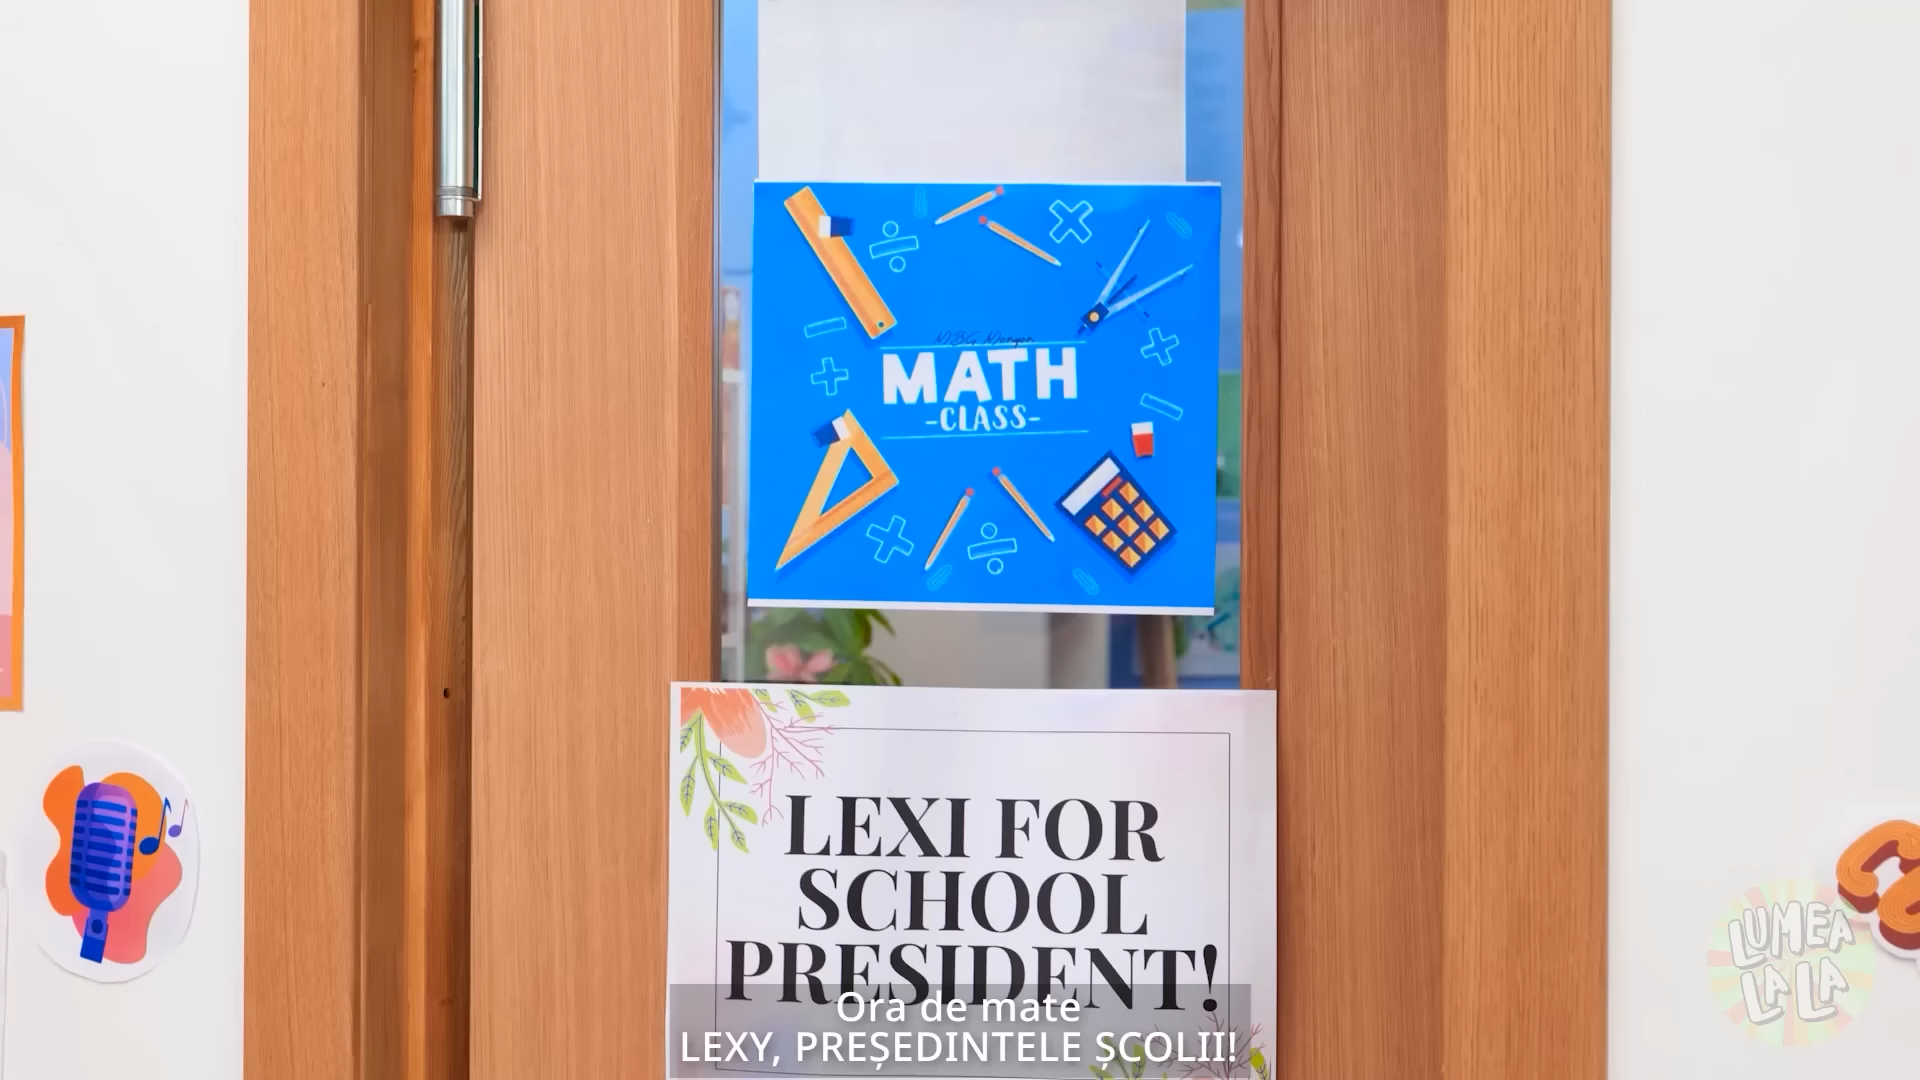 MATH
-CLASS-
LEXI FOR
SCHOOL
PRESIDENT!
Ora de mate
LEXY, PREȘEDINTELE ȘCOLII!
LUMEA
LA LA